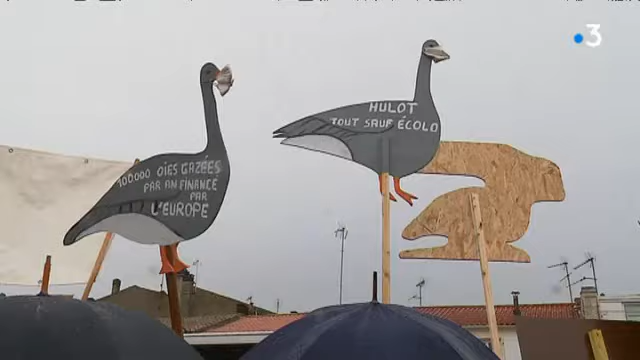 3
HULOT
TOUT SAUF ÉCOLO
100000 OIES GAZÉES
PAR AN FINANCÉ
PAR
L'EUROPE